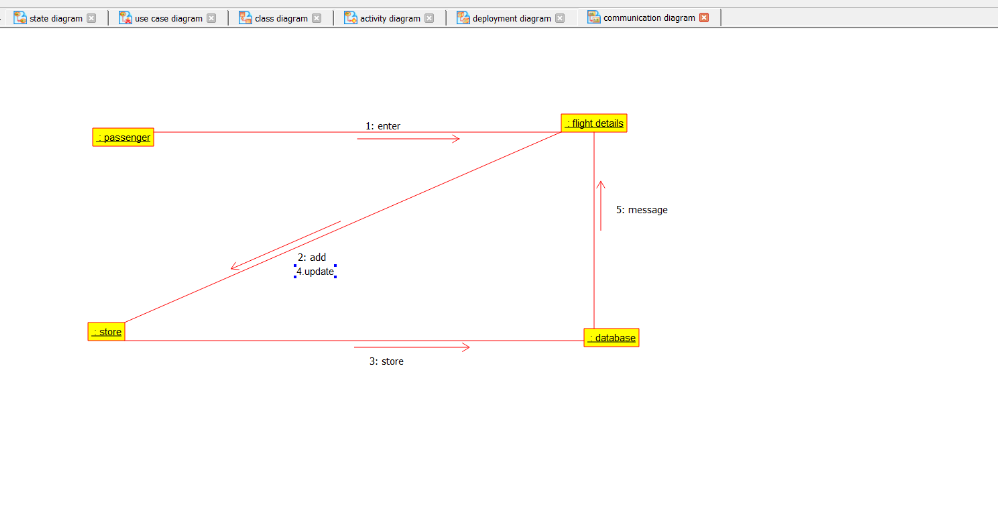 state diagram
use case diagram
class diagram
activity diagram
deployment diagram
communication diagram
1: enter
: flight details
: passenger
5: message
2: add
4.update
: store
: database
3: store